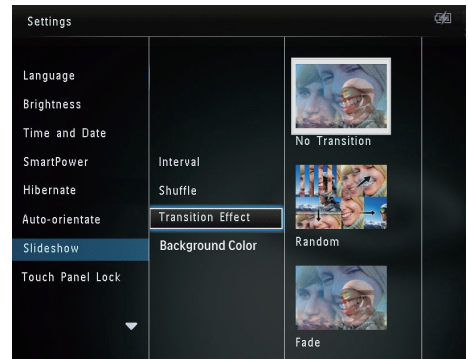 Settings
Language
Brightness
Time and Date
SmartPower
Hibernate
Auto-orientate
Slideshow
Touch Panel Lock
Interval
Shuffle
Transition Effect
Background Color
No Transition
Random
Fade